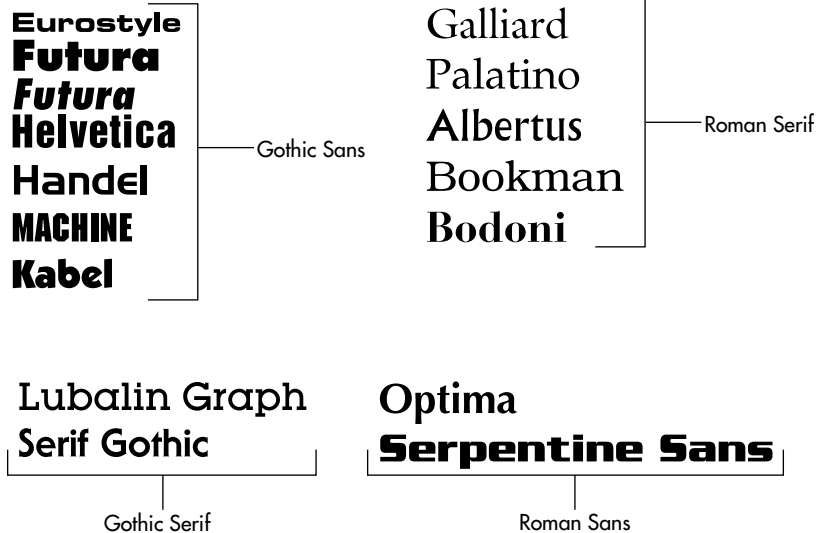 Eurostyle
Futura
Futura
Helvetica
Handel
MACHINE
Kabel
Gothic Sans
Galliard
Palatino
Albertus
Bookman
Bodoni
Roman Serif
Lubalin Graph
Serif Gothic
Gothic Serif
Optima
Serpentine Sans
Roman Sans